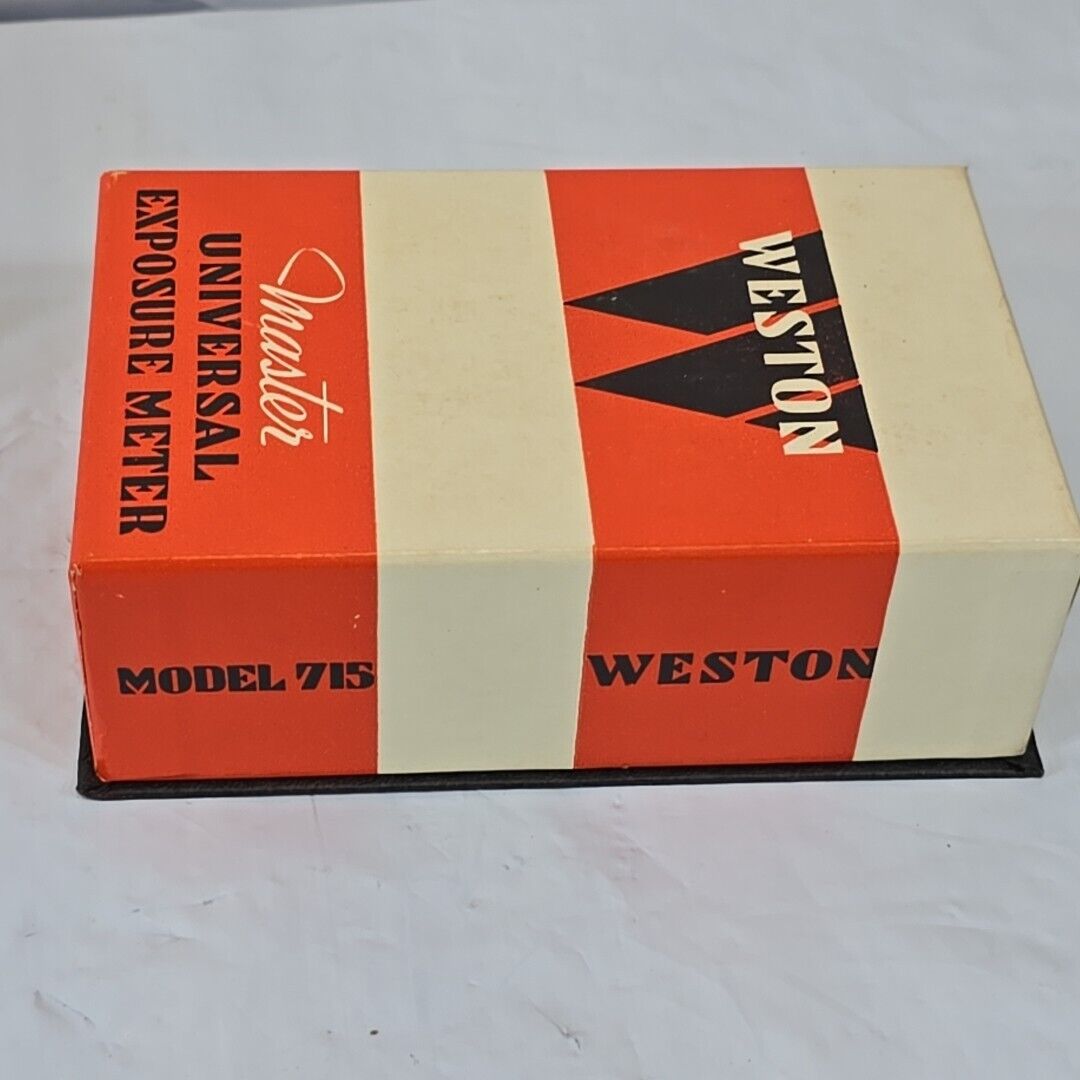 WESTON
Master
UNIVERSAL
EXPOSURE METER
MODEL 715
WESTON